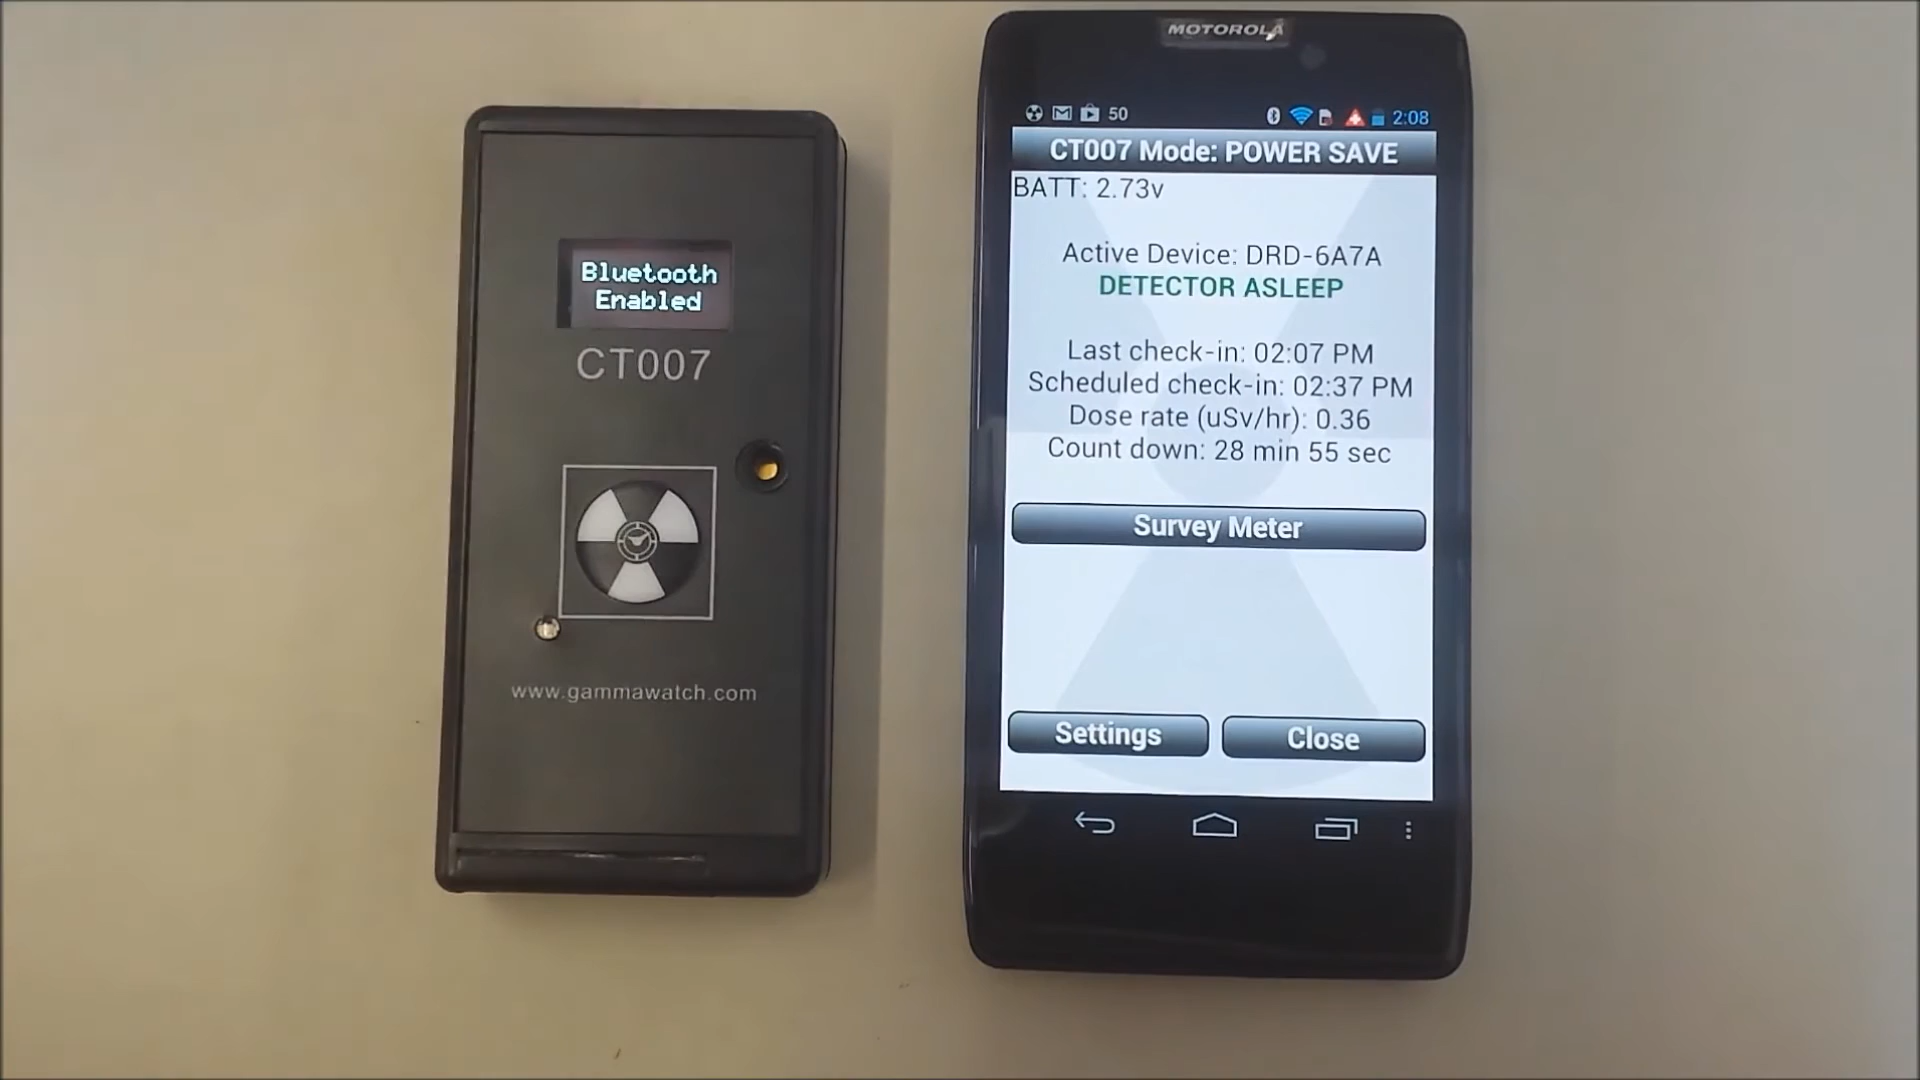 Bluetooth
Enabled
CT007
www.gammawatch.com
MOTOROLA
50
2:08
CT007 Mode: POWER SAVE
BATT: 2.73v
Active Device: DRD-6A7A
DETECTOR ASLEEP
Last check-in: 02:07 PM
Scheduled check-in: 02:37 PM
Dose rate (uSv/hr): 0.36
Count down: 28 min 55 sec
Survey Meter
Settings
Close